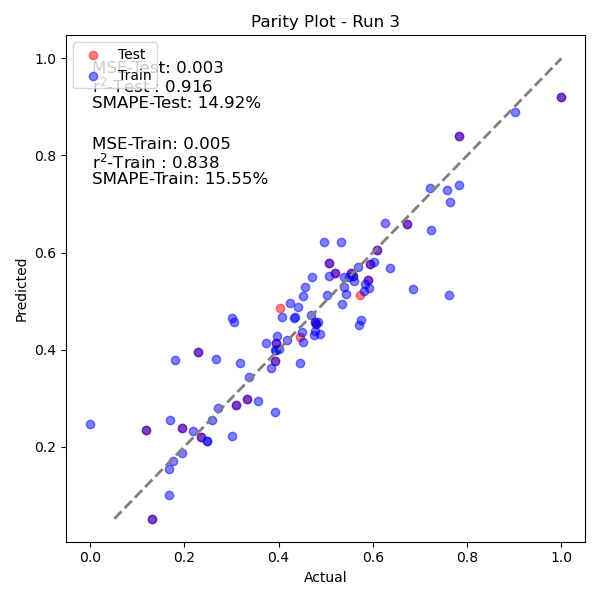 Parity Plot - Run 3
Test
Train
MSE-Test: 0.003
r²-Test : 0.916
SMAPE-Test: 14.92%
MSE-Train: 0.005
r²-Train : 0.838
SMAPE-Train: 15.55%
Predicted
1.0
0.8
0.6
0.4
0.2
0.0 0.2 0.4 0.6 0.8 1.0
Actual